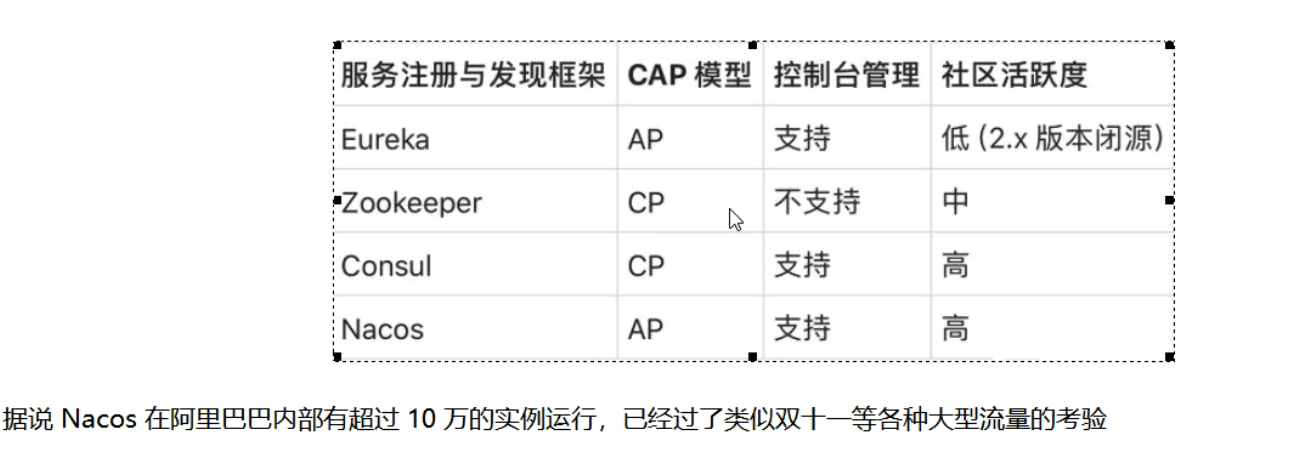 服务注册与发现框架 CAP 模型 控制台管理 社区活跃度
Eureka AP 支持 低 (2.x 版本闭源)
Zookeeper CP 不支持 中
Consul CP 支持 高
Nacos AP 支持 高
据说 Nacos 在阿里巴巴内部有超过 10 万的实例运行，已经过了类似双十一等各种大型流量的考验